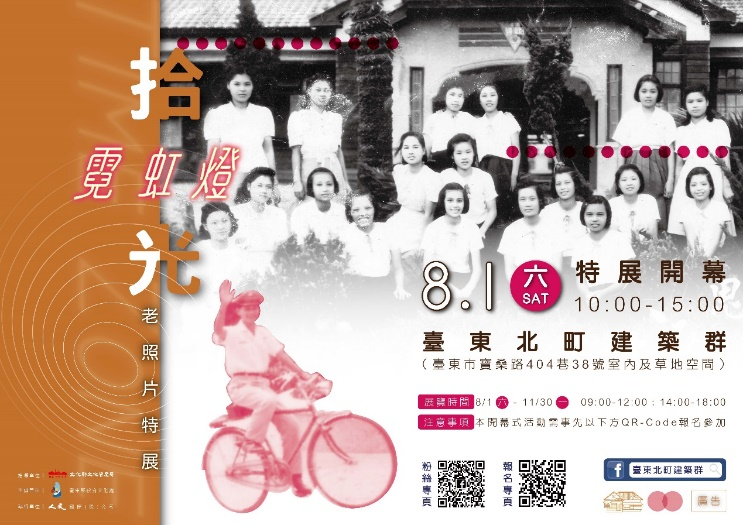 拾
霓虹燈
光
老照片特展
8.1 六 SAT 特展開幕
10:00-15:00
臺東北町建築群
(臺東市寶桑路404巷38號室內及草地空間)
展覽時間 8/1 六 - 11/30 一 09:00-12:00 : 14:00-18:00
注意事項 本開幕式活動需事先以下方QR-Code報名參加
粉絲專頁
報名專頁
f 臺東北町建築群
廣告